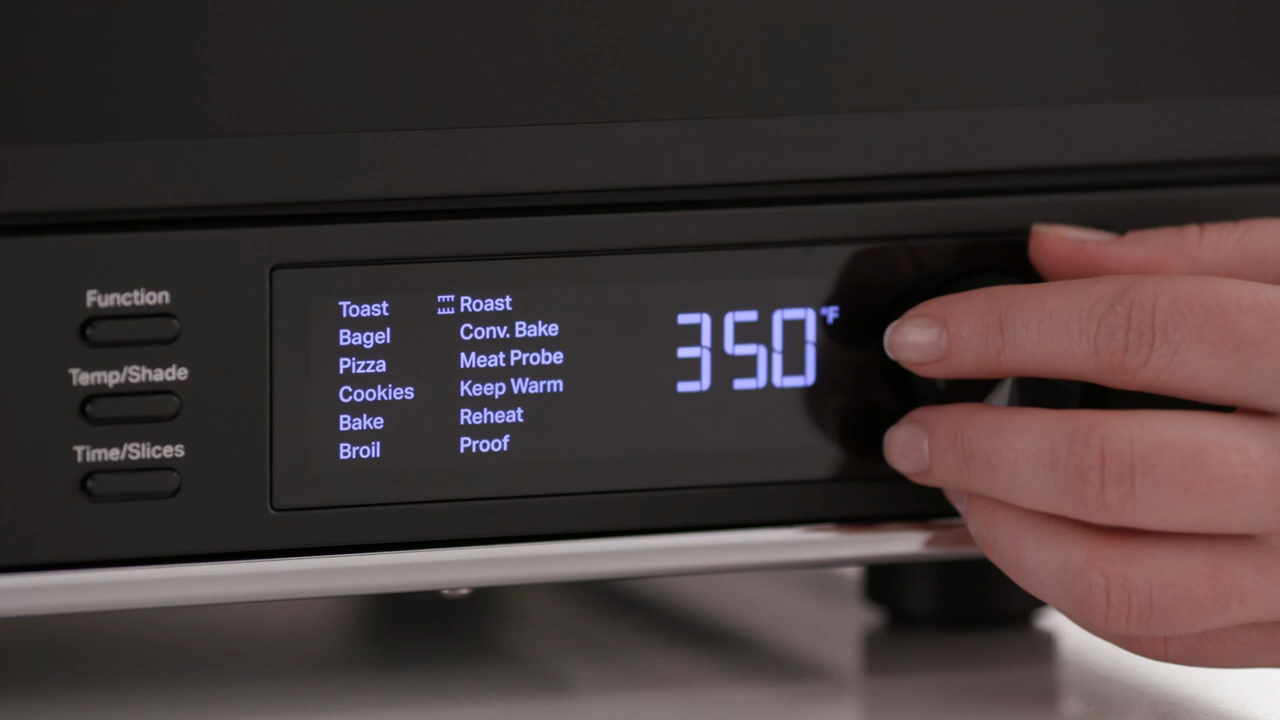 Function
Temp/Shade
Time/Slices
Toast
Bagel
Pizza
Cookies
Bake
Broil
Roast
Conv. Bake
Meat Probe
Keep Warm
Reheat
Proof
350°F